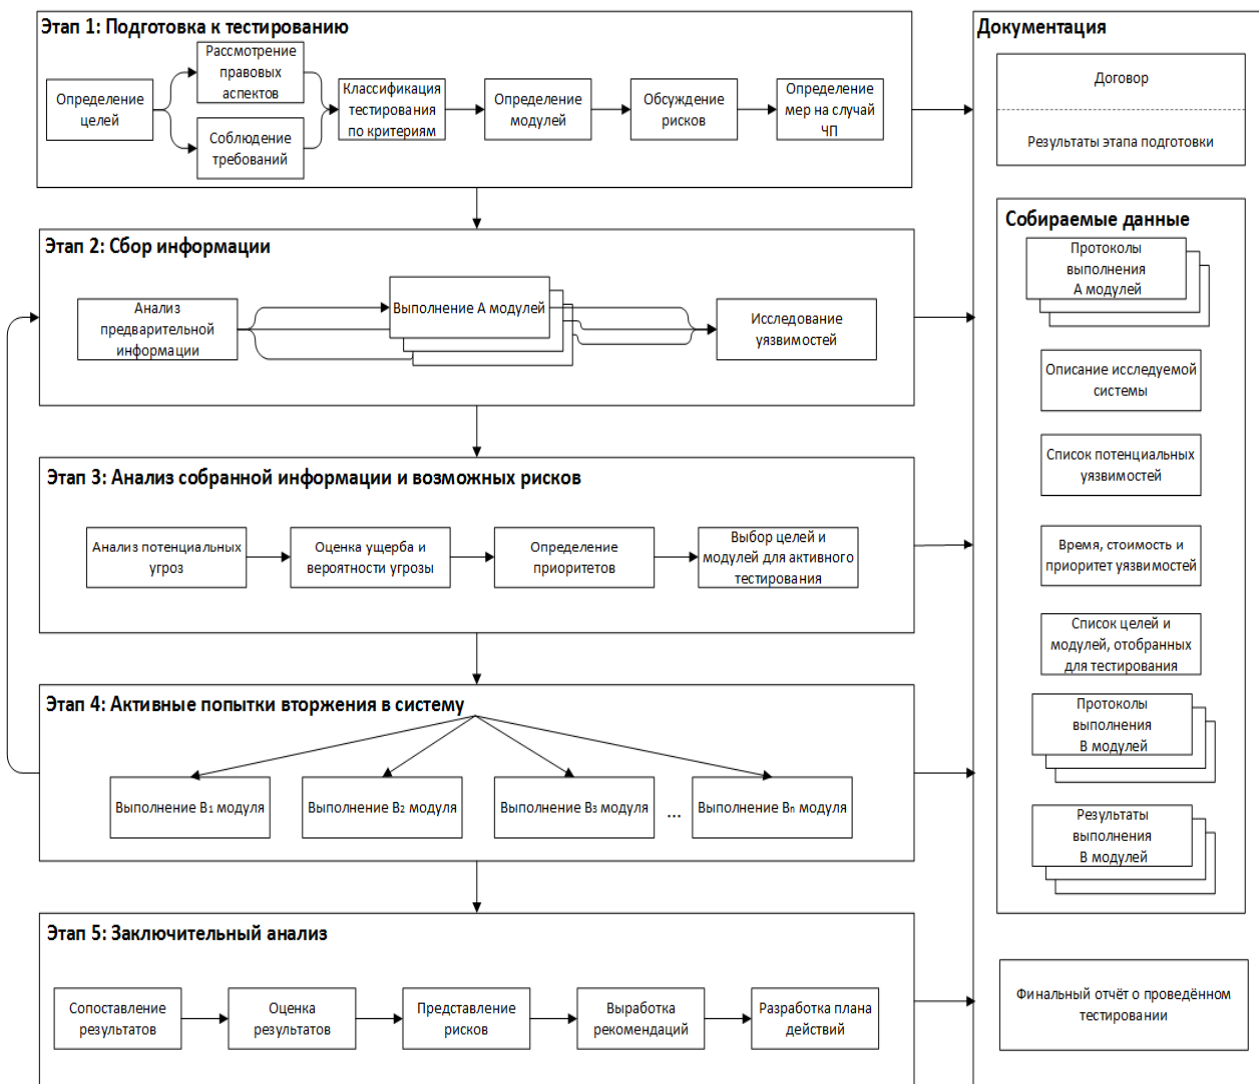 Этап 1: Подготовка к тестированию
Определение
целей
Рассмотрение
правовых
аспектов
Соблюдение
требований
Классификация
тестирования
по критериям
Определение
модулей
Обсуждение
рисков
Определение
мер на случай
ЧП
Этап 2: Сбор информации
Анализ
предварительной
информации
Выполнение А модулей
Исследование
уязвимостей
Этап 3: Анализ собранной информации и возможных рисков
Анализ потенциальных
угроз
Оценка ущерба и
вероятности угрозы
Определение
приоритетов
Выбор целей и
модулей для активного
тестирования
Этап 4: Активные попытки вторжения в систему
Выполнение В₁ модуля
Выполнение В₂ модуля
Выполнение В₃ модуля
...
Выполнение Вn модуля
Этап 5: Заключительный анализ
Сопоставление
результатов
Оценка
результатов
Представление
рисков
Выработка
рекомендаций
Разработка плана
действий
Документация
Договор
Результаты этапа подготовки
Собираемые данные
Протоколы
выполнения
А модулей
Описание исследуемой
системы
Список потенциальных
уязвимостей
Время, стоимость и
приоритет уязвимостей
Список целей и
модулей, отобранных
для тестирования
Протоколы
выполнения
В модулей
Результаты
выполнения
В модулей
Финальный отчёт о проведённом
тестировании